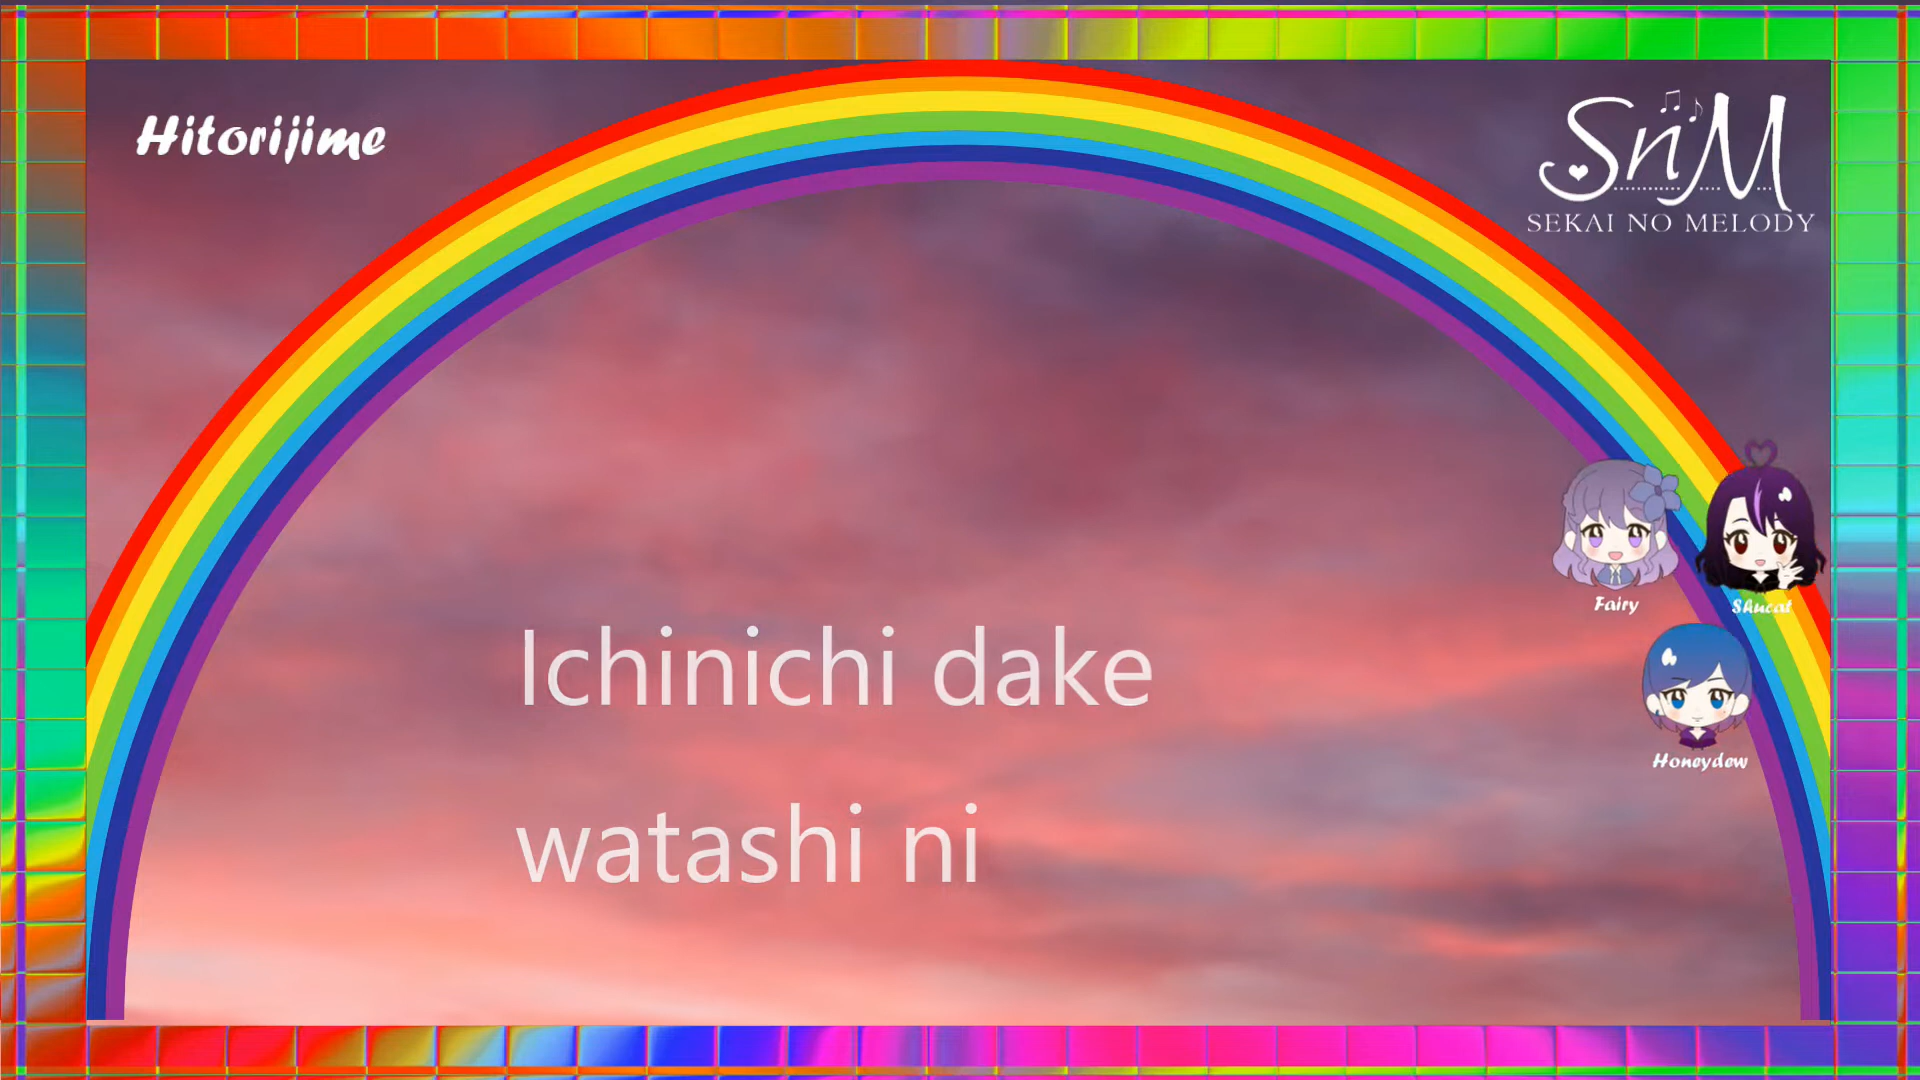 Hitorijime
SnM
SEKAI NO MELODY
Fairy
Shucat
Honeydew
Ichinichi dake
watashi ni